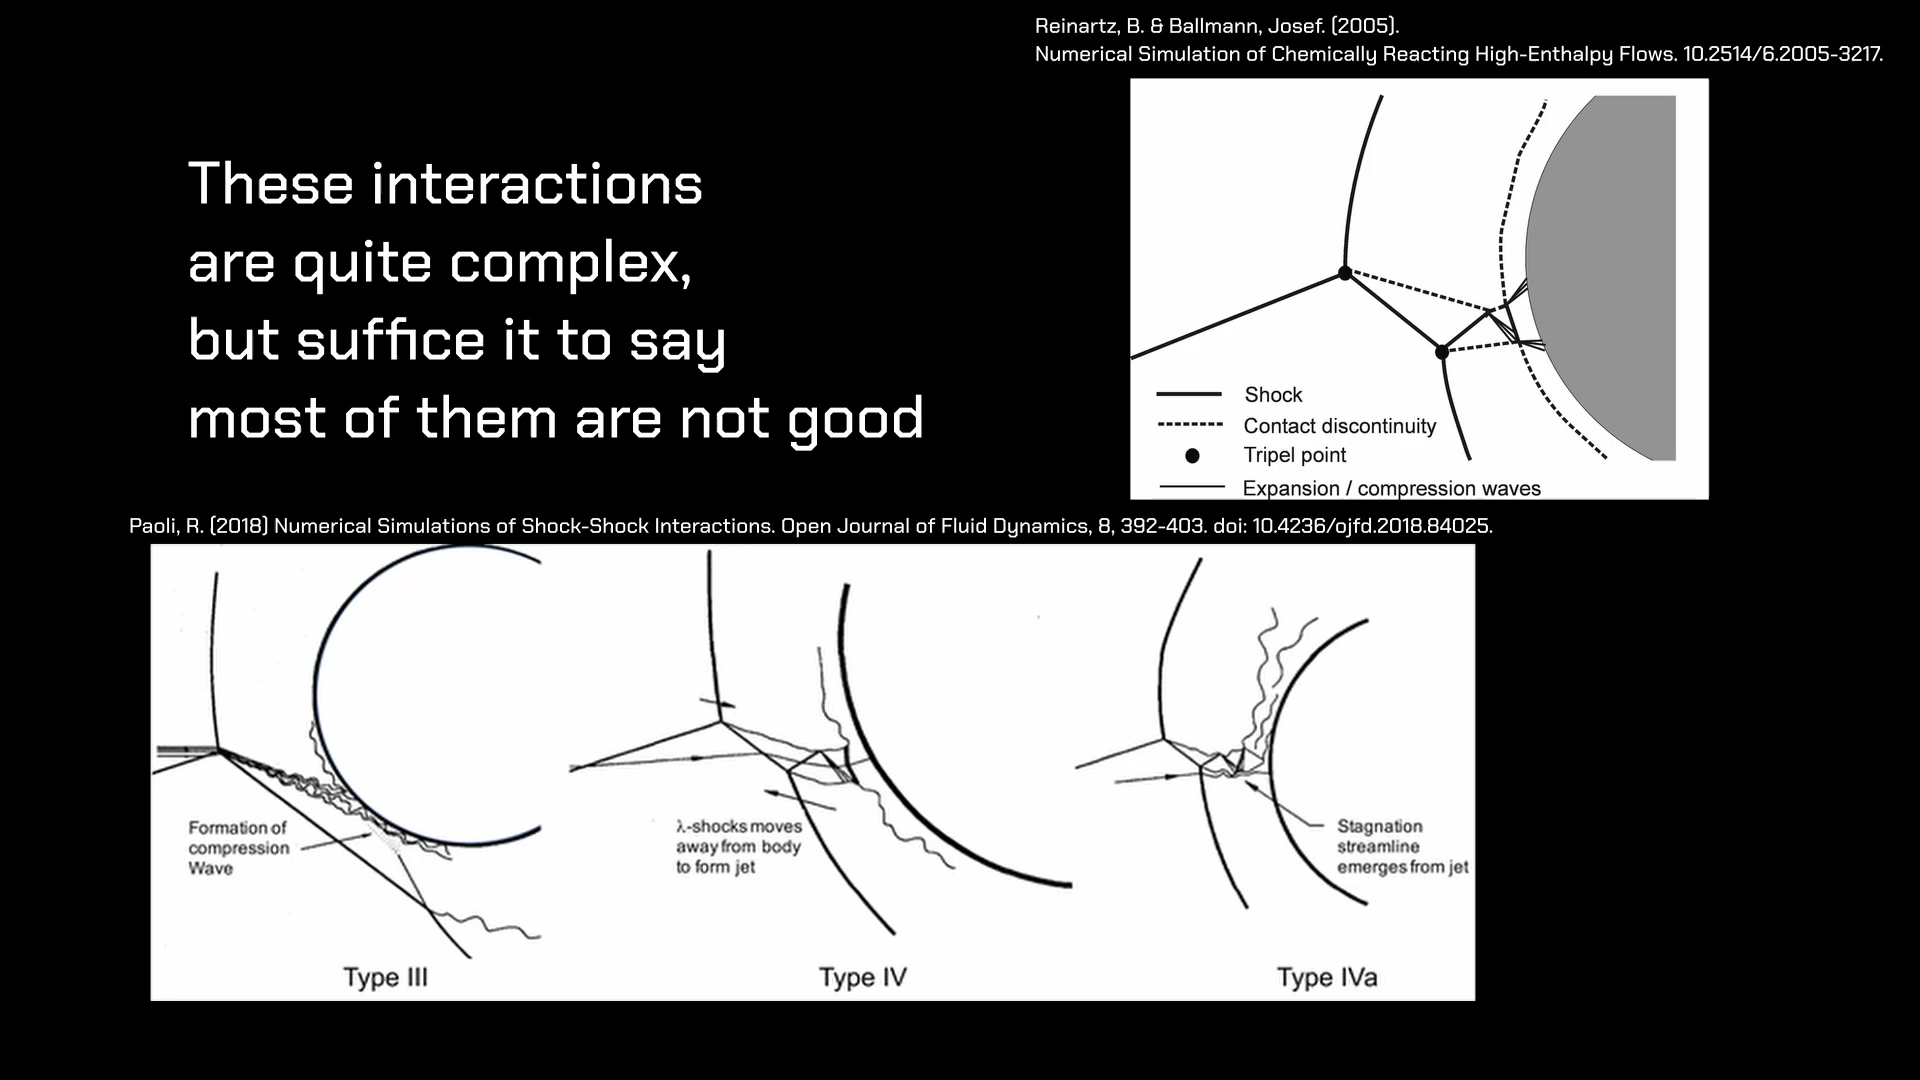 Reinartz, B. & Ballmann, Josef. (2005).
Numerical Simulation of Chemically Reacting High-Enthalpy Flows. 10.2514/6.2005-3217.
These interactions
are quite complex,
but suffice it to say
most of them are not good
Shock
Contact discontinuity
Tripel point
Expansion / compression waves
Paoli, R. (2018) Numerical Simulations of Shock-Shock Interactions. Open Journal of Fluid Dynamics, 8, 392-403. doi: 10.4236/ojfd.2018.84025.
Formation of
compression
Wave
Type III
λ-shocks moves
away from body
to form jet
Type IV
Stagnation
streamline
emerges from jet
Type IVa